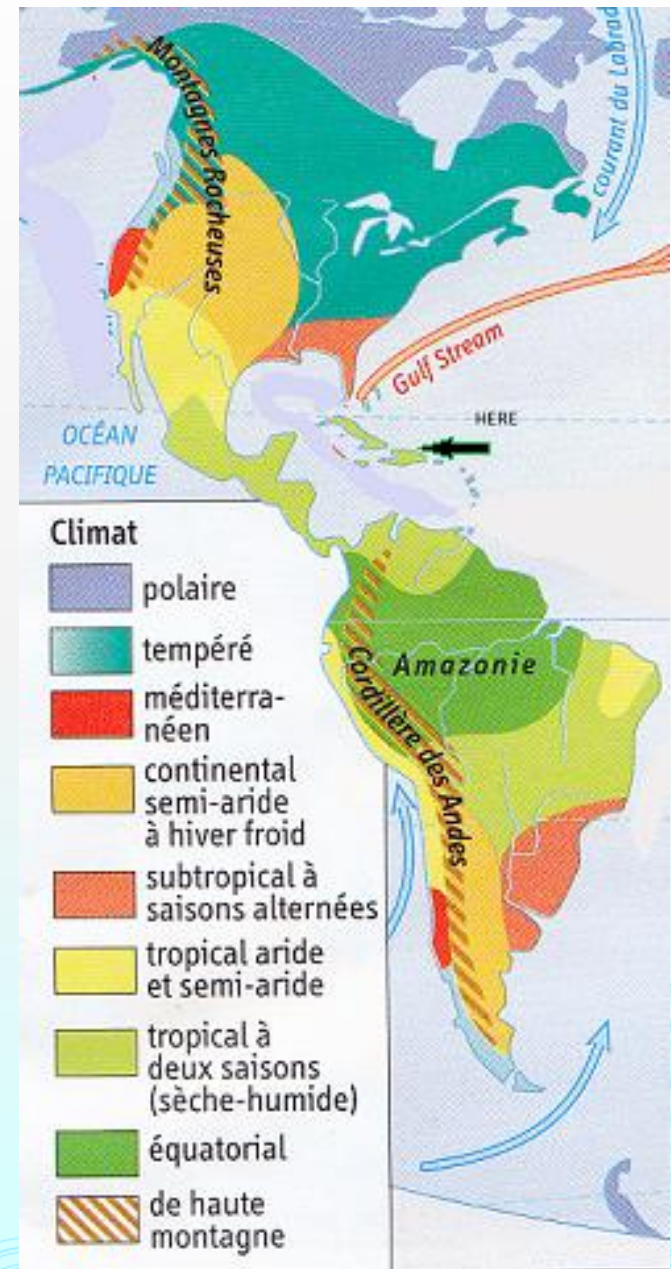 Montagnes Rocheuses
courant du Labrad
Gulf Stream
HERE
OCÉAN
PACIFIQUE
Climat
polaire
tempéré
méditerra-
néen
continental
semi-aride
à hiver froid
subtropical à
saisons alternées
tropical aride
et semi-aride
tropical à
deux saisons
(sèche-humide)
équatorial
de haute
montagne
Amazonie
Cordillère des Andes